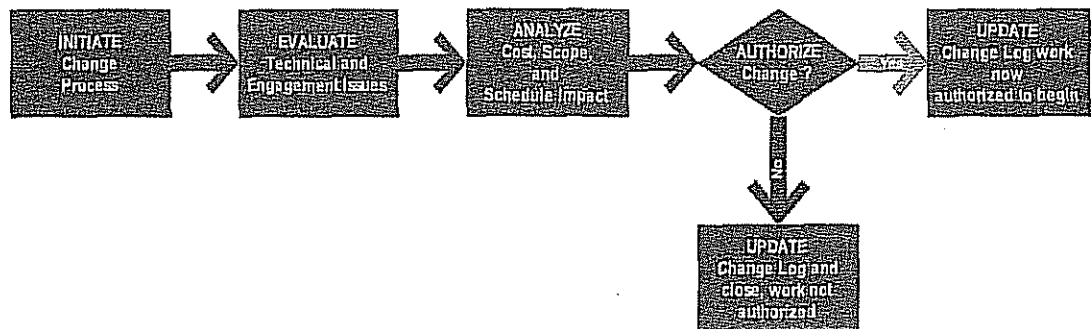 INITIATE
Change
Process
EVALUATE
Technical and
Engagement Issues
ANALYZE
Cost, Scope,
and
Schedule Impact
AUTHORIZE
Change?
Yes
UPDATE
Change Log work
now
authorized to begin
No
UPDATE
Change Log and
close, work not
authorized